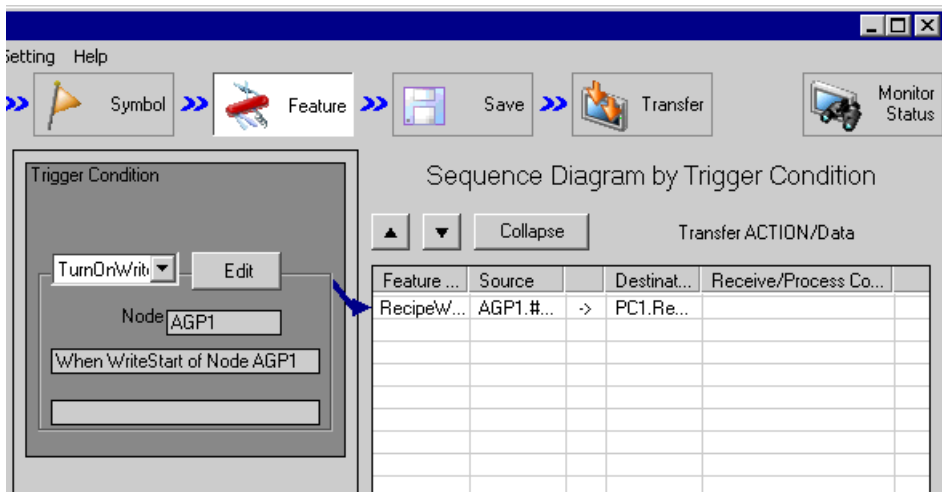 Setting Help
Symbol Feature Save Transfer Monitor Status
Trigger Condition
Sequence Diagram by Trigger Condition
Collapse Transfer ACTION/Data
TurnOnWrit Edit
Feature ... Source Destinat... Receive/Process Co...
RecipeW... AGP1.#... -> PC1.Re...
Node AGP1
When WriteStart of Node AGP1